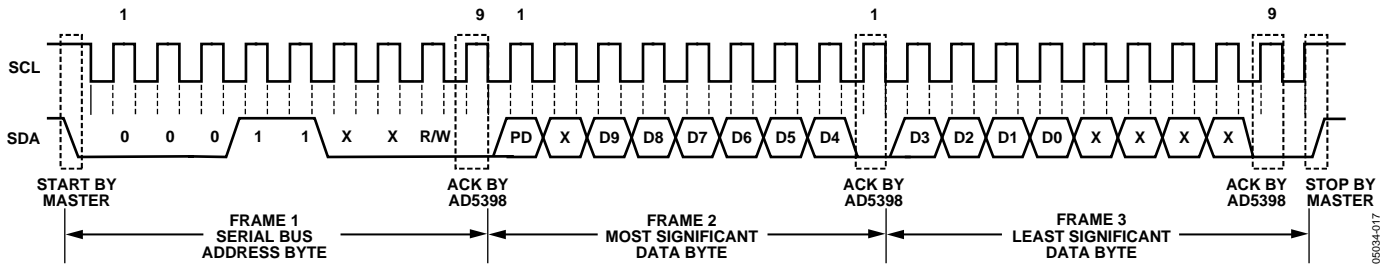 1 9 1 1 9
SCL
SDA 0 0 0 1 1 X X R/W PD X D9 D8 D7 D6 D5 D4 D3 D2 D1 D0 X X X X
START BY
MASTER
ACK BY
AD5398
ACK BY
AD5398
ACK BY
AD5398
STOP BY
MASTER
FRAME 1
SERIAL BUS
ADDRESS BYTE
FRAME 2
MOST SIGNIFICANT
DATA BYTE
FRAME 3
LEAST SIGNIFICANT
DATA BYTE
05034-017